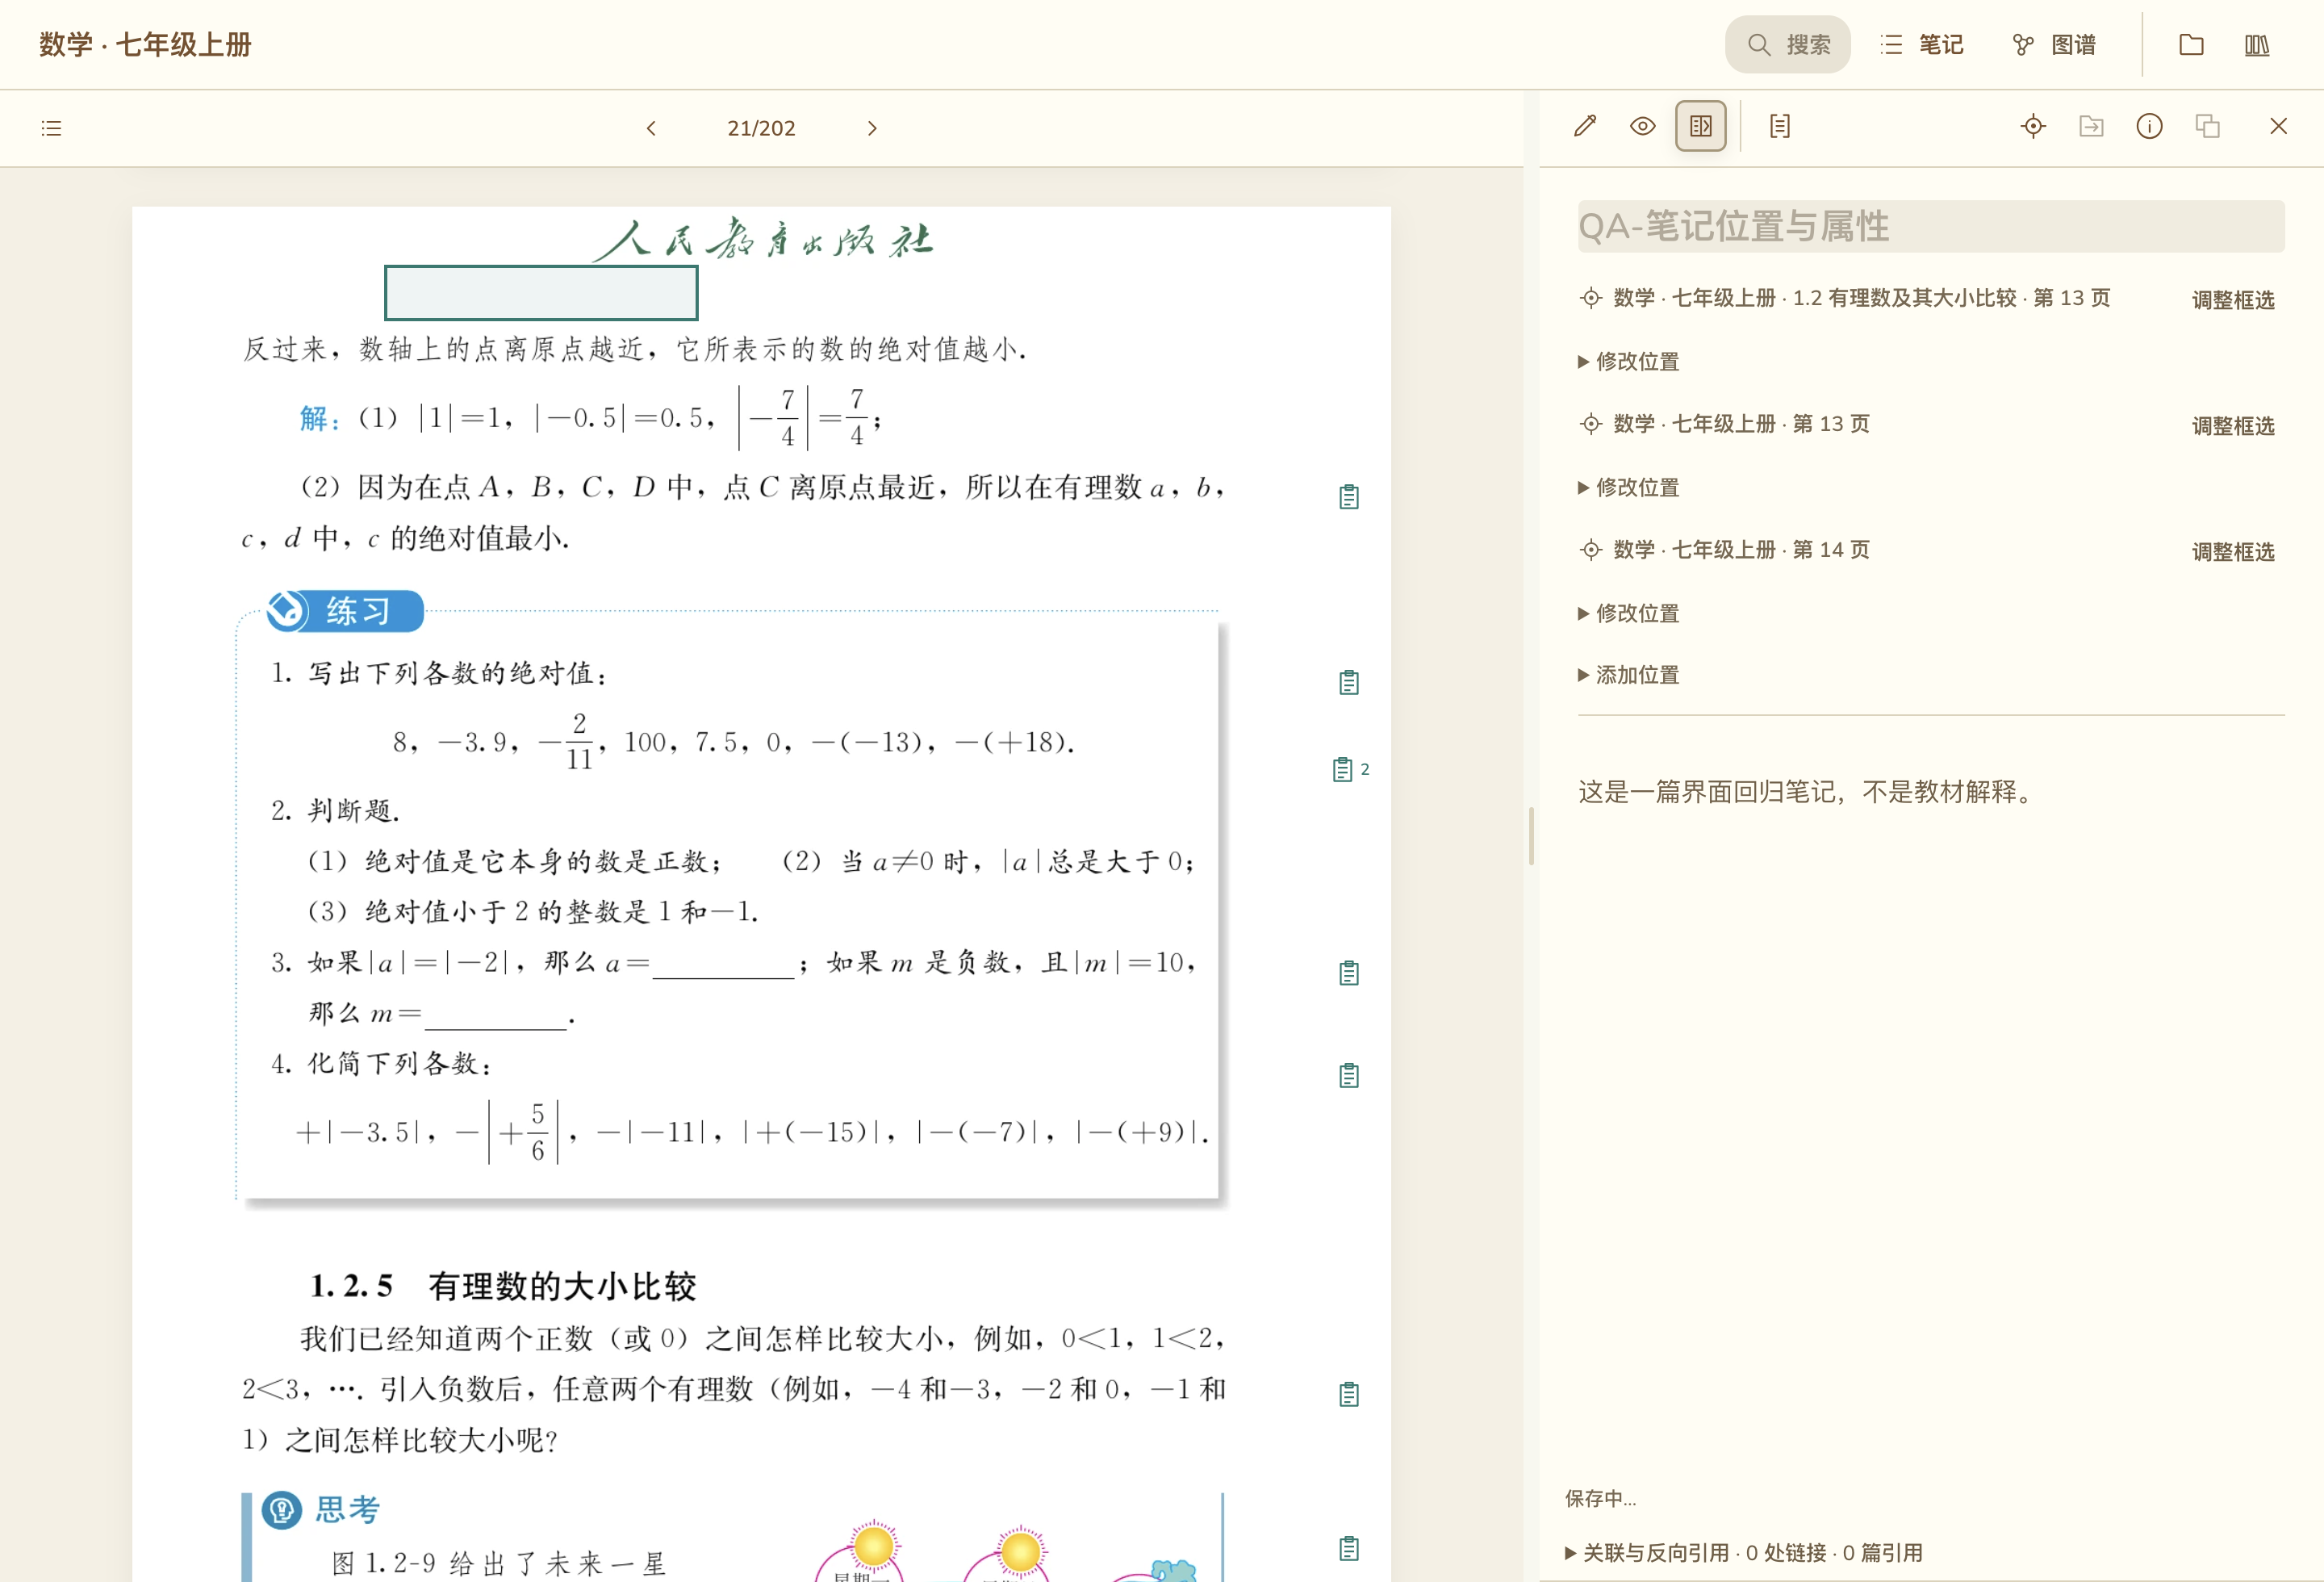 数学 · 七年级上册
搜索
笔记
图谱
21/202
人民教育出版社
反过来，数轴上的点离原点越近，它所表示的数的绝对值越小.
解：（1）|1|=1，|−0.5|=0.5，|−7/4|=7/4；
（2）因为在点 A，B，C，D 中，点 C 离原点最近，所以在有理数 a，b，
c，d 中，c 的绝对值最小.
练习
1. 写出下列各数的绝对值：
8，−3.9，−2/11，100，7.5，0，−(−13)，−(+18).
2. 判断题.
（1）绝对值是它本身的数是正数； （2）当 a≠0 时，|a|总是大于 0；
（3）绝对值小于 2 的整数是 1 和−1.
3. 如果|a|=|−2|，那么 a=________；如果 m 是负数，且|m|=10，
那么 m=________.
4. 化简下列各数：
+|−3.5|，−|+5/6|，−|−11|，|+(−15)|，|−(−7)|，|−(+9)|.
2
1.2.5 有理数的大小比较
我们已经知道两个正数（或 0）之间怎样比较大小，例如，0<1，1<2，
2<3，…. 引入负数后，任意两个有理数（例如，−4 和−3，−2 和 0，−1 和
1）之间怎样比较大小呢？
思考
图 1.2-9 给出了未来一星
QA-笔记位置与属性
数学 · 七年级上册 · 1.2 有理数及其大小比较 · 第 13 页
调整框选
修改位置
数学 · 七年级上册 · 第 13 页
调整框选
修改位置
数学 · 七年级上册 · 第 14 页
调整框选
修改位置
添加位置
这是一篇界面回归笔记，不是教材解释。
保存中...
关联与反向引用 · 0 处链接 · 0 篇引用